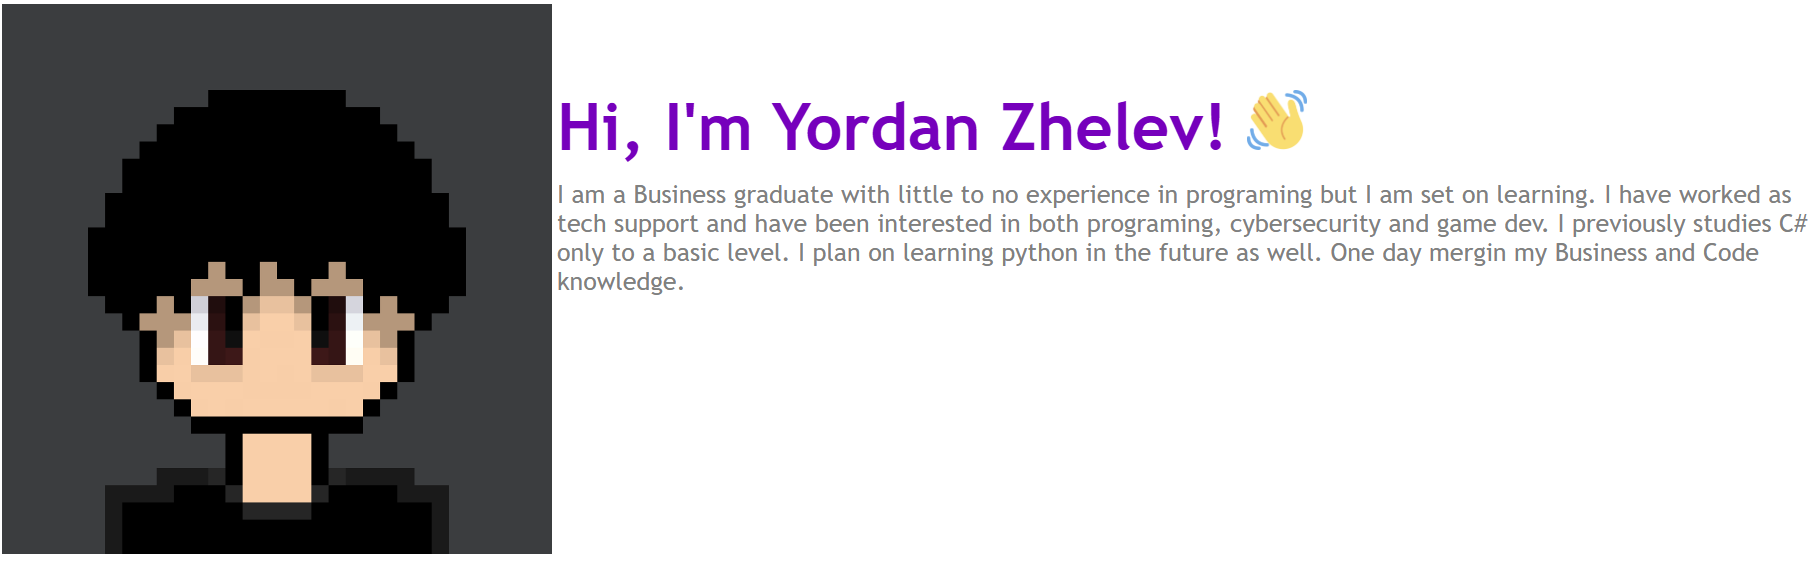 Hi, I'm Yordan Zhelev! 👋
I am a Business graduate with little to no experience in programing but I am set on learning. I have worked as
tech support and have been interested in both programing, cybersecurity and game dev. I previously studies C#
only to a basic level. I plan on learning python in the future as well. One day mergin my Business and Code
knowledge.